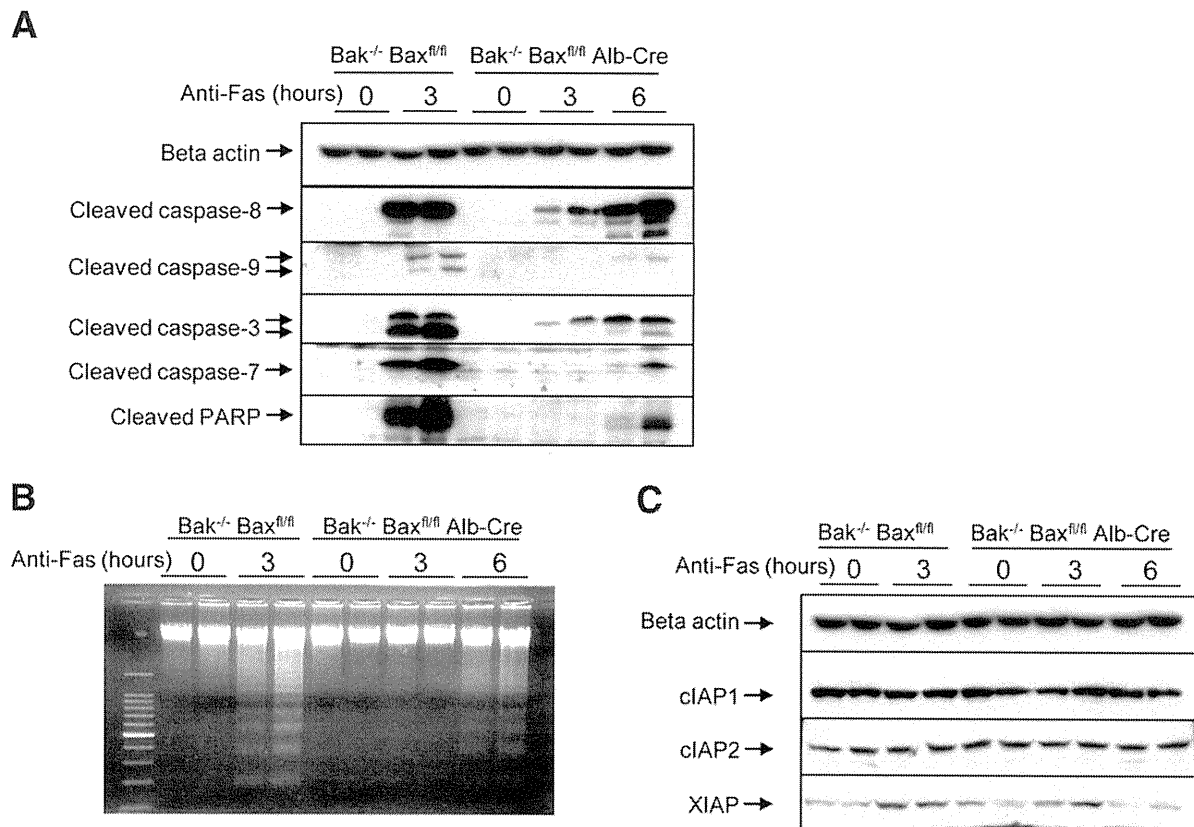 A
Bak-/- Baxfl/fl Bak-/- Baxfl/fl Alb-Cre
Anti-Fas (hours) 0 3 0 3 6
Beta actin
Cleaved caspase-8
Cleaved caspase-9
Cleaved caspase-3
Cleaved caspase-7
Cleaved PARP
B
Bak-/- Baxfl/fl Bak-/- Baxfl/fl Alb-Cre
Anti-Fas (hours) 0 3 0 3 6
C
Bak-/- Baxfl/fl Bak-/- Baxfl/fl Alb-Cre
Anti-Fas (hours) 0 3 0 3 6
Beta actin
cIAP1
cIAP2
XIAP